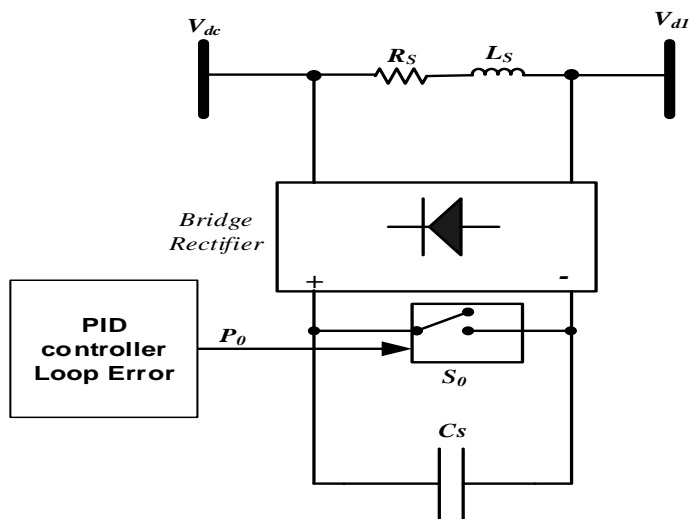 Vdc
Vd1
RS
LS
Bridge
Rectifier
+
-
PID
controller
Loop Error
P0
S0
Cs